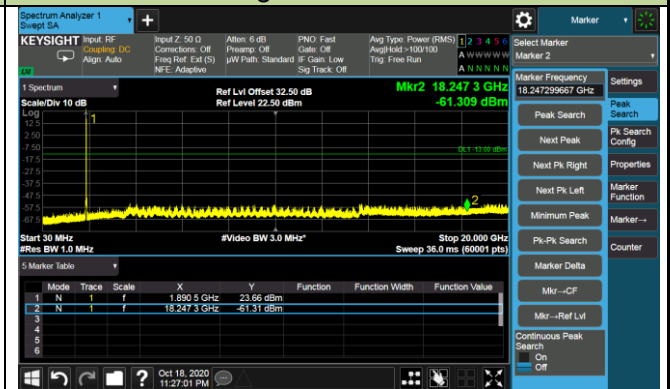 Spectrum Analyzer 1
Swept SA
Marker
KEYSIGHT
Input: RF
Coupling: DC
Align: Auto
Input Z: 50 Ω
Corrections: Off
Freq Ref: Ext (S)
NFE: Adaptive
Atten: 6 dB
Preamp: Off
µW Path: Standard
PNO: Fast
Gate: Off
IF Gain: Low
Sig Track: Off
Avg Type: Power (RMS)
Avg|Hold:>100/100
Trig: Free Run
1 2 3 4 5 6
A W W W W W
A N N N N N
Select Marker
Marker 2
1 Spectrum
Scale/Div 10 dB
Log
Ref Lvl Offset 32.50 dB
Ref Level 22.50 dBm
Mkr2 18.247 3 GHz
-61.309 dBm
12.5
2.50
-7.50
-17.5
-27.5
-37.5
-47.5
-57.5
-67.5
1
DL1 -13.00 dBm
2
Start 30 MHz
#Res BW 1.0 MHz
#Video BW 3.0 MHz*
Stop 20.000 GHz
Sweep 36.0 ms (60001 pts)
5 Marker Table
Mode Trace Scale X Y Function Function Width Function Value
1 N 1 f 1.890 5 GHz 23.66 dBm
2 N 1 f 18.247 3 GHz -61.31 dBm
3
4
5
6
Marker Frequency
18.247299667 GHz
Peak Search
Next Peak
Next Pk Right
Next Pk Left
Minimum Peak
Pk-Pk Search
Marker Delta
Mkr→CF
Mkr→Ref Lvl
Continuous Peak
Search
On
Off
Settings
Peak
Search
Pk Search
Config
Properties
Marker
Function
Marker→
Counter
Oct 18, 2020
11:27:01 PM